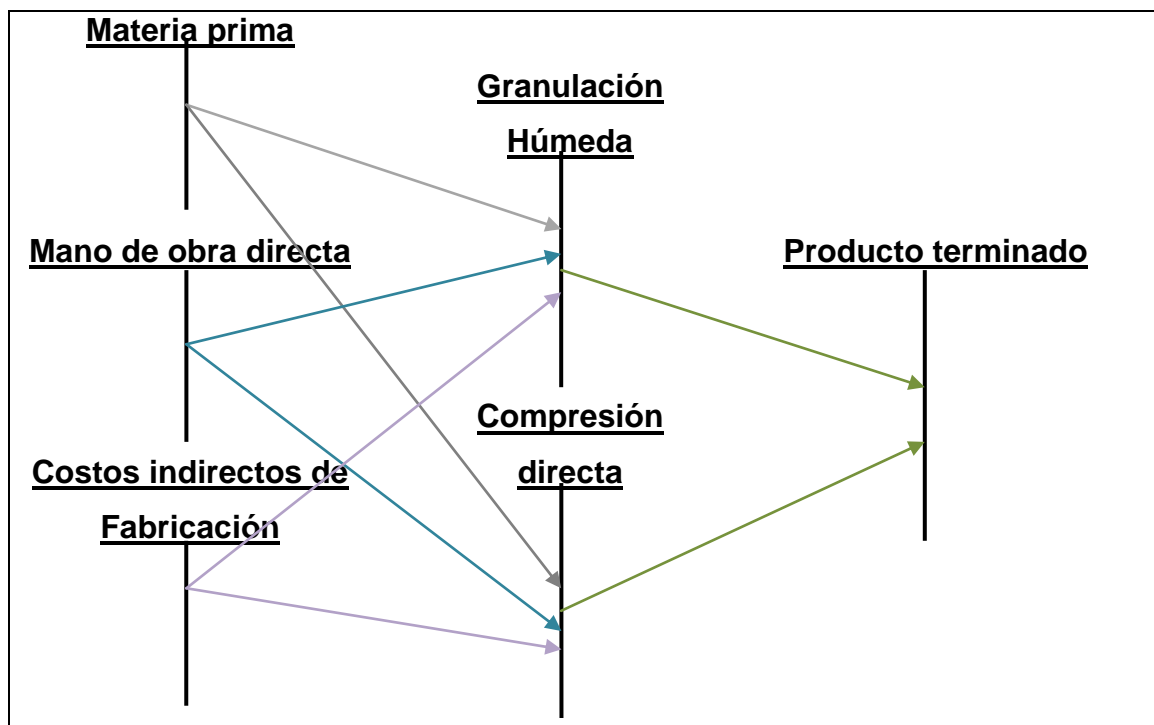 Materia prima
Granulación
Húmeda
Mano de obra directa
Producto terminado
Compresión
directa
Costos indirectos de
Fabricación